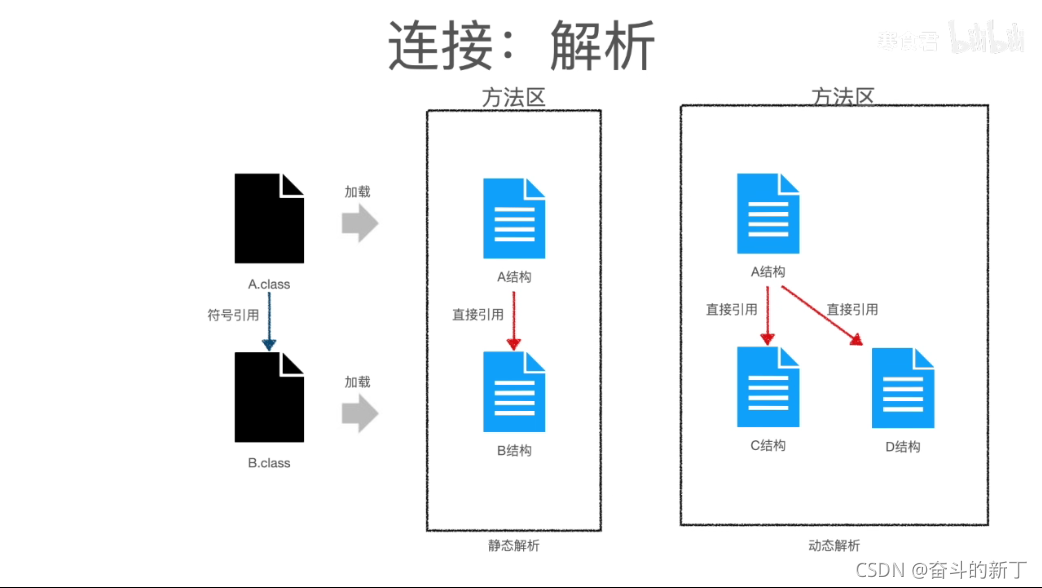 连接：解析
bilibili
方法区
方法区
加载
A.class
A结构
A结构
符号引用
直接引用
直接引用
直接引用
加载
B.class
B结构
C结构
D结构
静态解析
动态解析
CSDN @奋斗的新丁